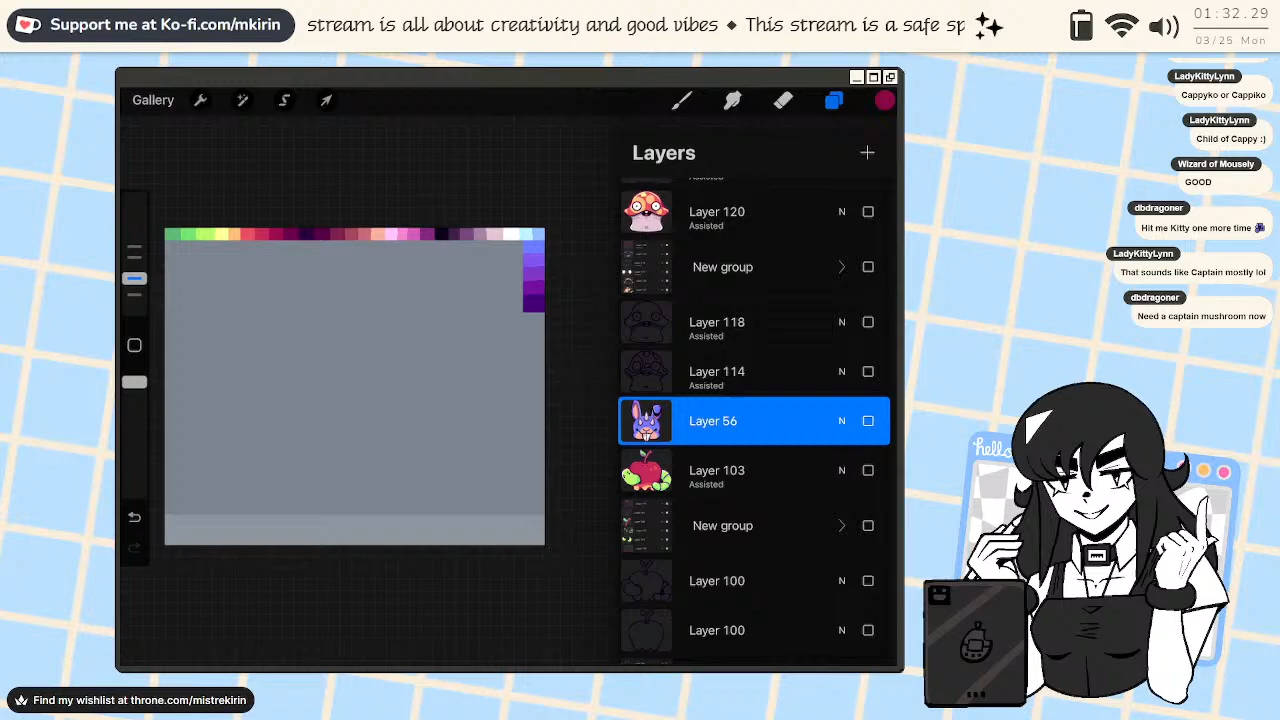 Support me at Ko-fi.com/mkirin
stream is all about creativity and good vibes ◆ This stream is a safe sp
01:32.29
03/25 Mon
LadyKittyLynn
Cappyko or Cappiko
LadyKittyLynn
Child of Cappy :)
Wizard of Mousely
GOOD
dbdragoner
Hit me Kitty one more time
LadyKittyLynn
That sounds like Captain mostly lol
dbdragoner
Need a captain mushroom now
Gallery
Layers
Assisted
Layer 120 N
Assisted
New group
Layer 118 N
Assisted
Layer 114 N
Assisted
Layer 56 N
Layer 103 N
Assisted
New group
Layer 100 N
Layer 100 N
hello
Find my wishlist at throne.com/mistrekirin